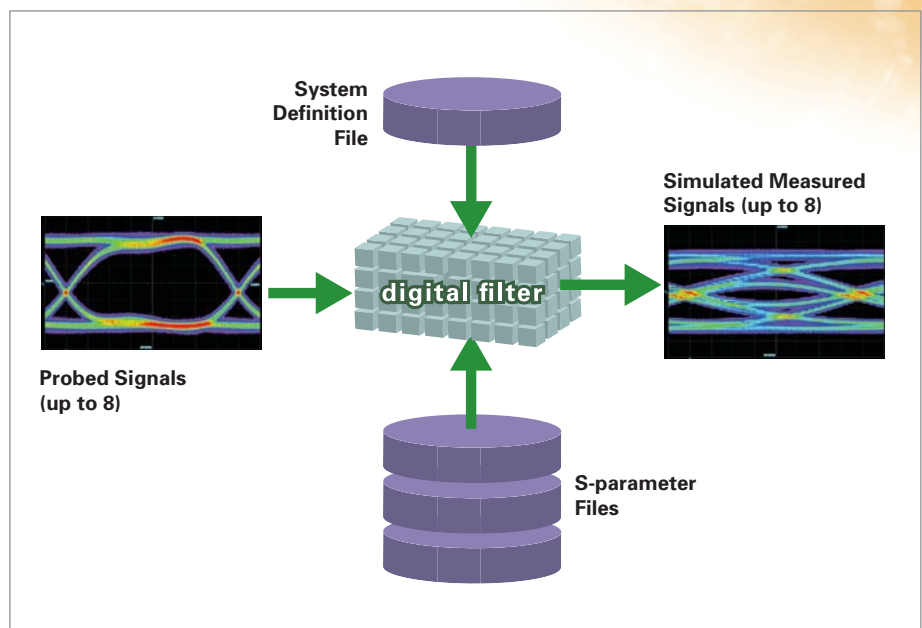 System
Definition
File
Simulated Measured
Signals (up to 8)
digital filter
Probed Signals
(up to 8)
S-parameter
Files